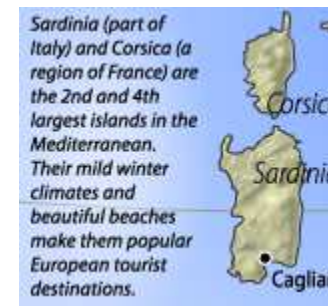 Sardinia (part of
Italy) and Corsica (a
region of France) are
the 2nd and 4th
largest islands in the
Mediterranean.
Their mild winter
climates and
beautiful beaches
make them popular
European tourist
destinations.
Corsic
Sardini
Cagliar